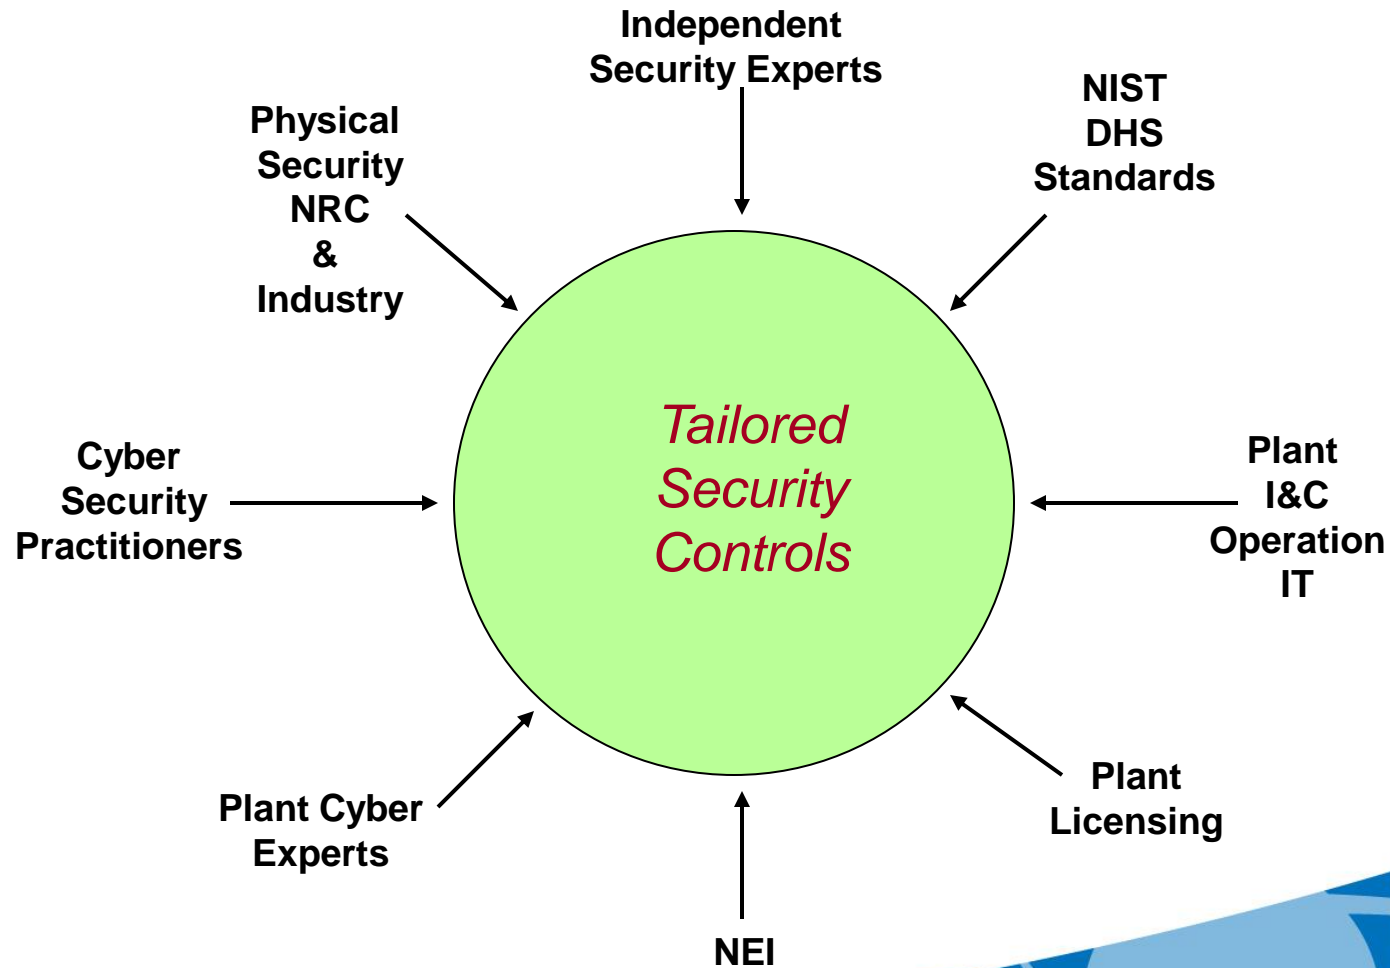 Independent
Security Experts
NIST
DHS
Standards
Physical
Security
NRC
&
Industry
Tailored
Security
Controls
Cyber
Security
Practitioners
Plant
I&C
Operation
IT
Plant Cyber
Experts
Plant
Licensing
NEI